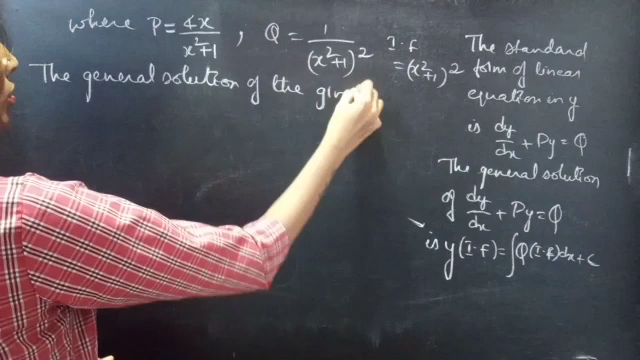 where P = 4x/(x²+1) ; Q = 1/(x²+1)² I.f = (x²+1)²
The general solution of the giv
The standard
form of linear
equation in y
is dy/dx + Py = Q
The general solution
of dy/dx + Py = Q
is y(I.f) = ∫Q(I.f)dx + C